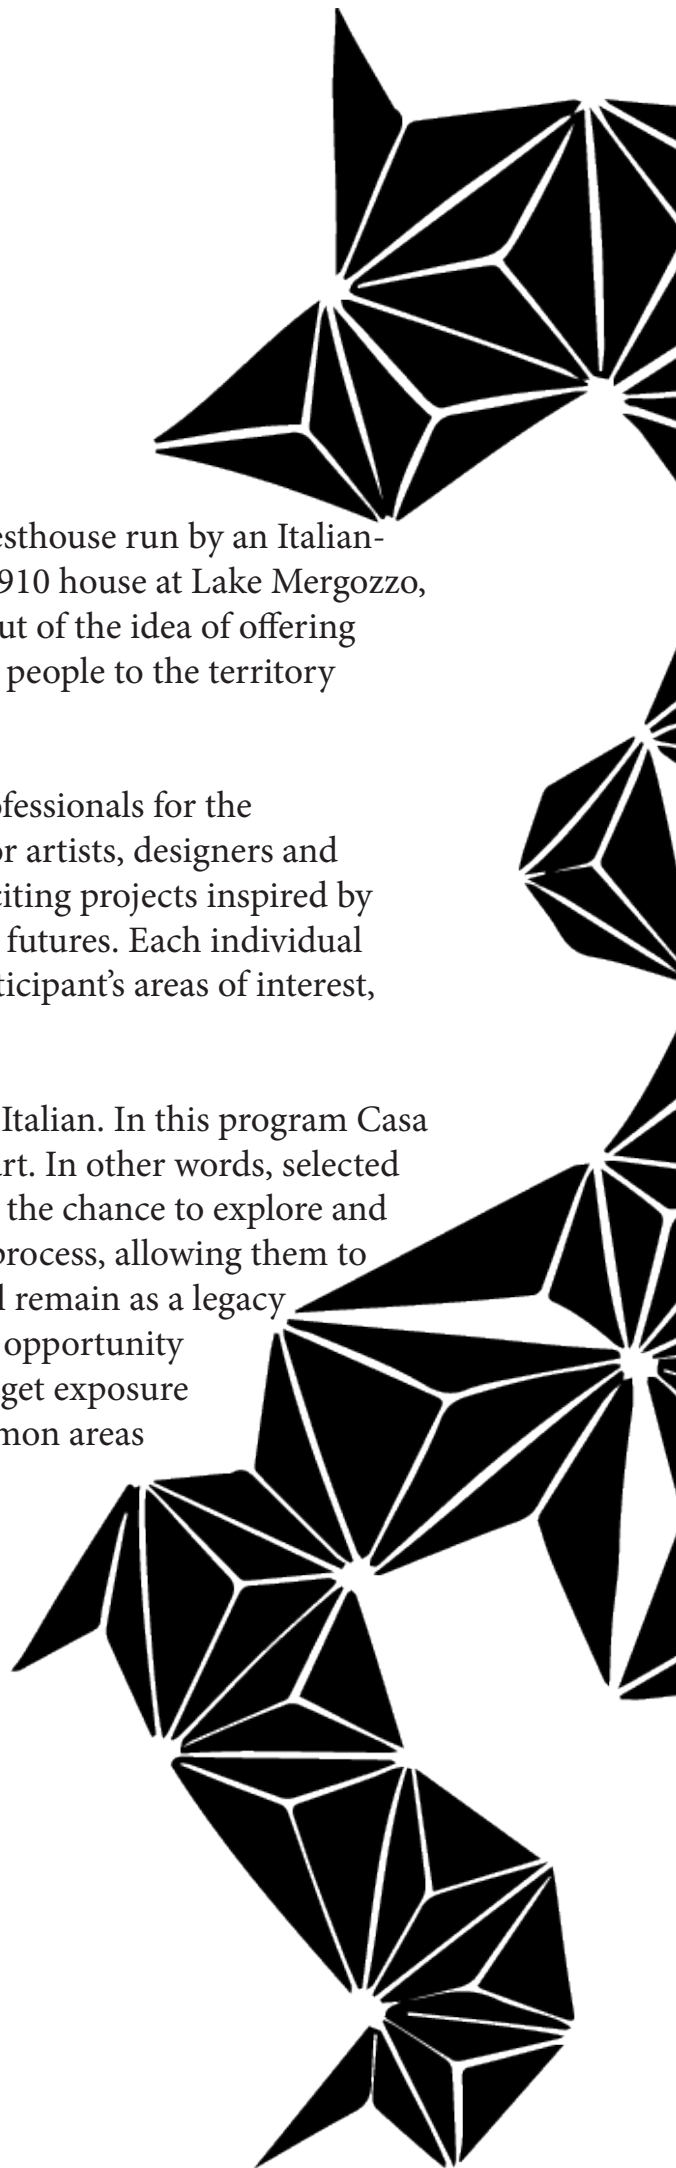 esthouse run by an Italian-
910 house at Lake Mergozzo,
ut of the idea of offering
people to the territory
ofessionals for the
or artists, designers and
citing projects inspired by
futures. Each individual
ticipant's areas of interest,
Italian. In this program Casa
art. In other words, selected
the chance to explore and
process, allowing them to
l remain as a legacy
opportunity
get exposure
mon areas